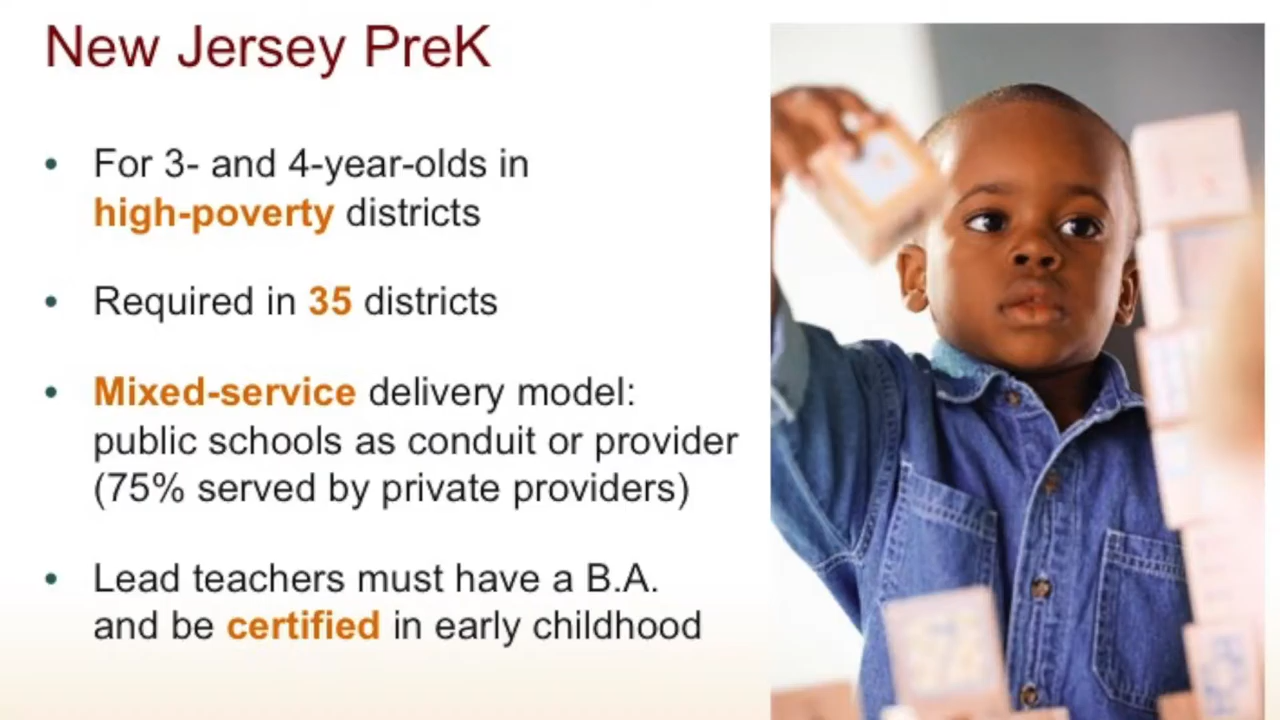 New Jersey PreK
• For 3- and 4-year-olds in
high-poverty districts
• Required in 35 districts
• Mixed-service delivery model:
public schools as conduit or provider
(75% served by private providers)
• Lead teachers must have a B.A.
and be certified in early childhood